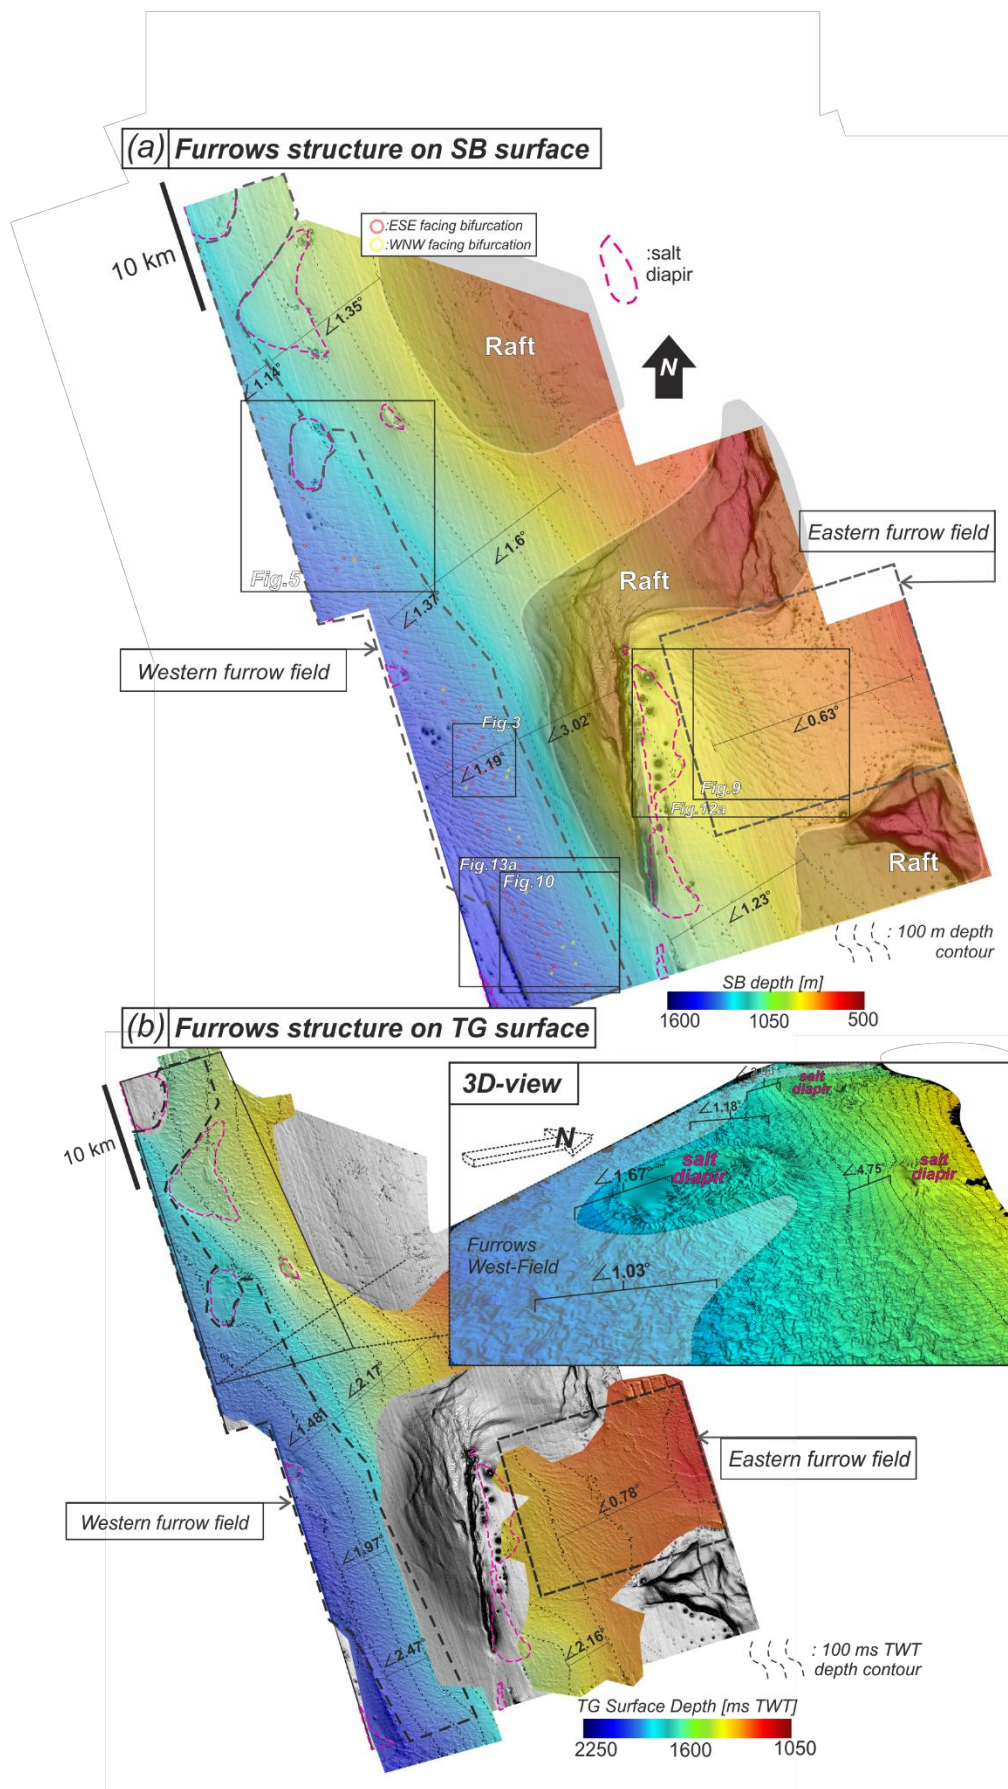 (a) Furrows structure on SB surface
10 km
:ESE facing bifurcation
:WNW facing bifurcation
:salt
diapir
N
Raft
∠1.35°
∠1.14°
∠1.6°
Eastern furrow field
Raft
Fig.5
∠1.37
Western furrow field
Fig.3
∠3.02°
∠1.19°
∠0.63°
Fig.9
Fig.12a
Raft
Fig.13a
Fig.10
∠1.23°
: 100 m depth
contour
SB depth [m]
1600
1050
500
(b) Furrows structure on TG surface
10 km
3D-view
N
salt
diapir
∠1.18°
salt
diapir
∠1.67°
∠4.75°
salt
diapir
Furrows
West-Field
∠1.03°
∠2.17°
∠1.481
Eastern furrow field
∠0.78°
Western furrow field
∠1.97°
∠2.47°
∠2.16°
: 100 ms TWT
depth contour
TG Surface Depth [ms TWT]
2250
1600
1050